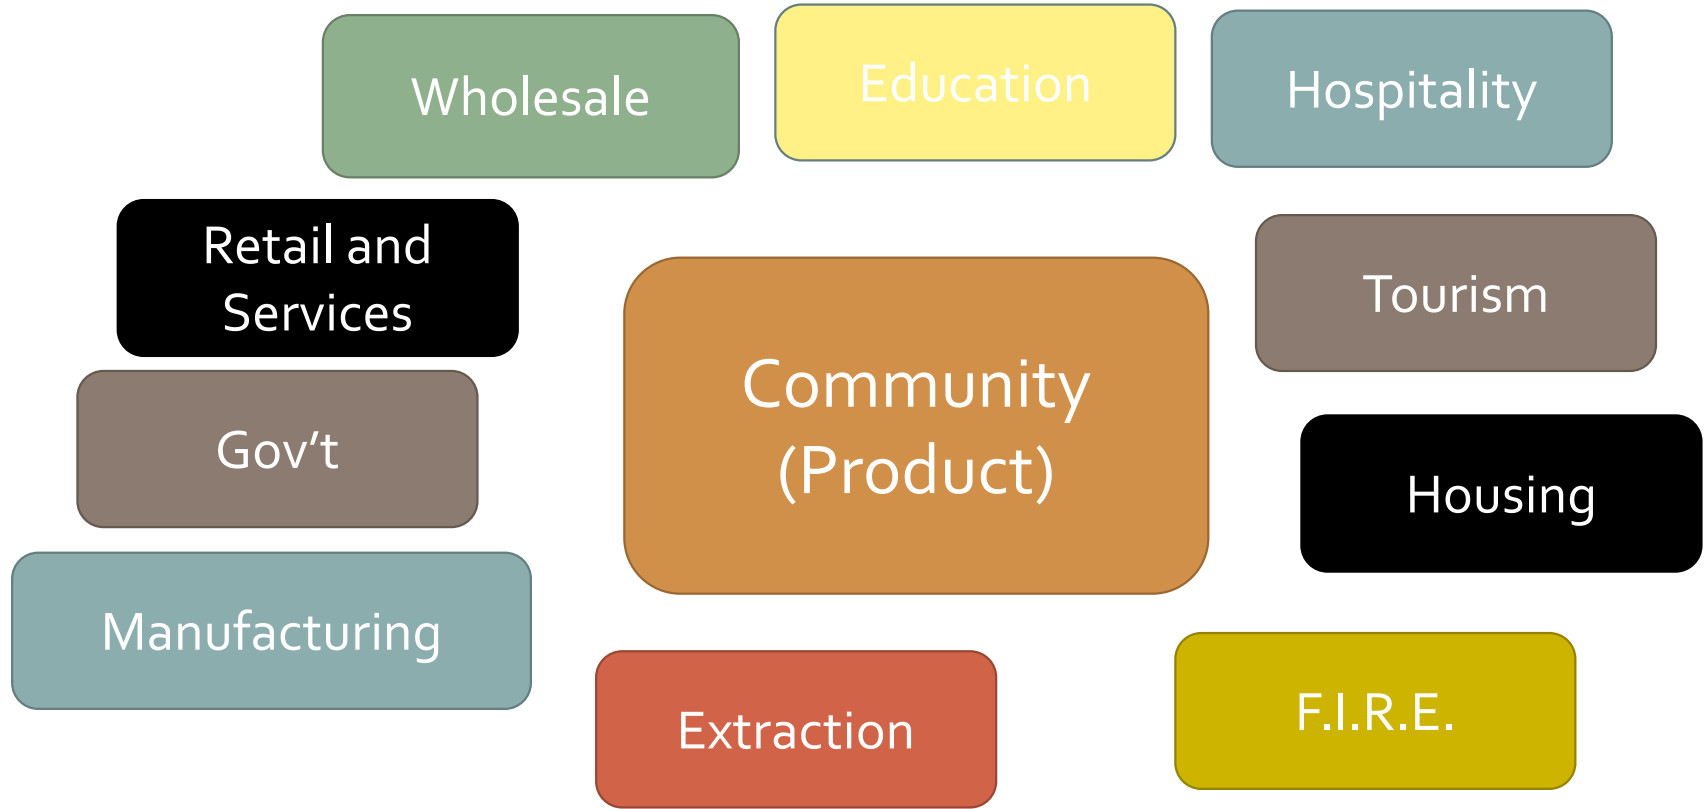 Wholesale
Education
Hospitality
Retail and
Services
Tourism
Community
(Product)
Gov’t
Housing
Manufacturing
Extraction
F.I.R.E.